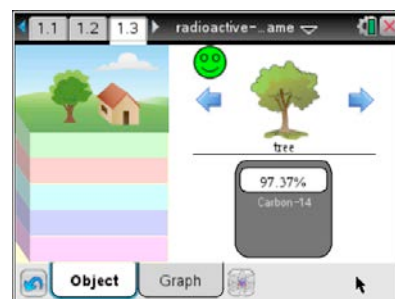 1.1 1.2 1.3 radioactive-...ame
tree
97.37%
Carbon-14
Object Graph